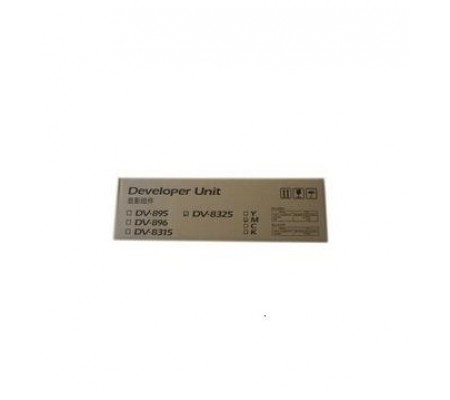 Developer Unit
显影组件
☐ DV-895 ☑ DV-8325 ☐ Y
☐ DV-896 ☑ M
☐ DV-8315 ☐ C
☐ K